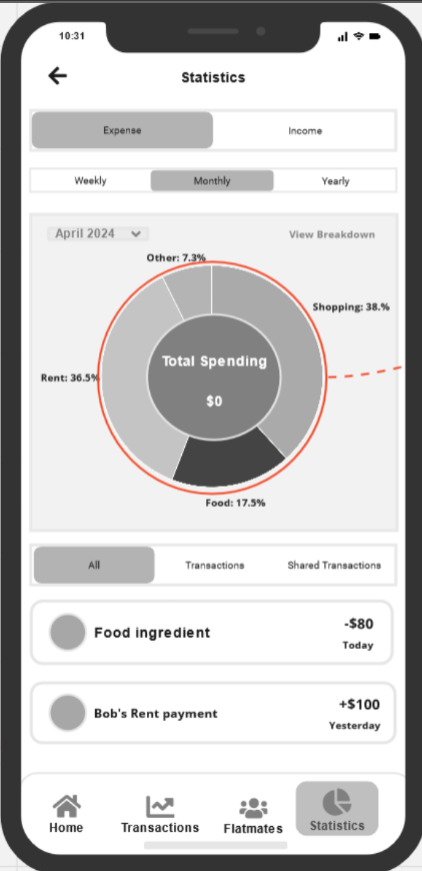 10:31
Statistics
Expense
Income
Weekly
Monthly
Yearly
April 2024
View Breakdown
Other: 7.3%
Shopping: 38.%
Rent: 36.5%
Total Spending
$0
Food: 17.5%
All
Transactions
Shared Transactions
Food ingredient
-$80
Today
Bob's Rent payment
+$100
Yesterday
Home
Transactions
Flatmates
Statistics